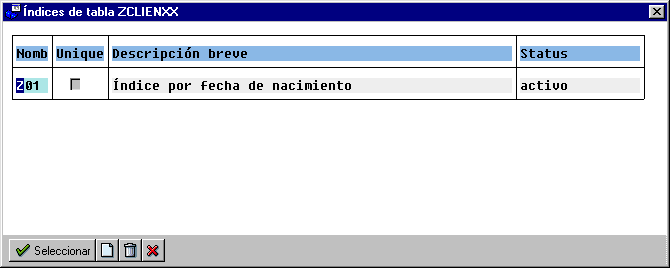 Índices de tabla ZCLIENXX
Nomb Unique Descripción breve Status
Z01 Índice por fecha de nacimiento activo
Seleccionar